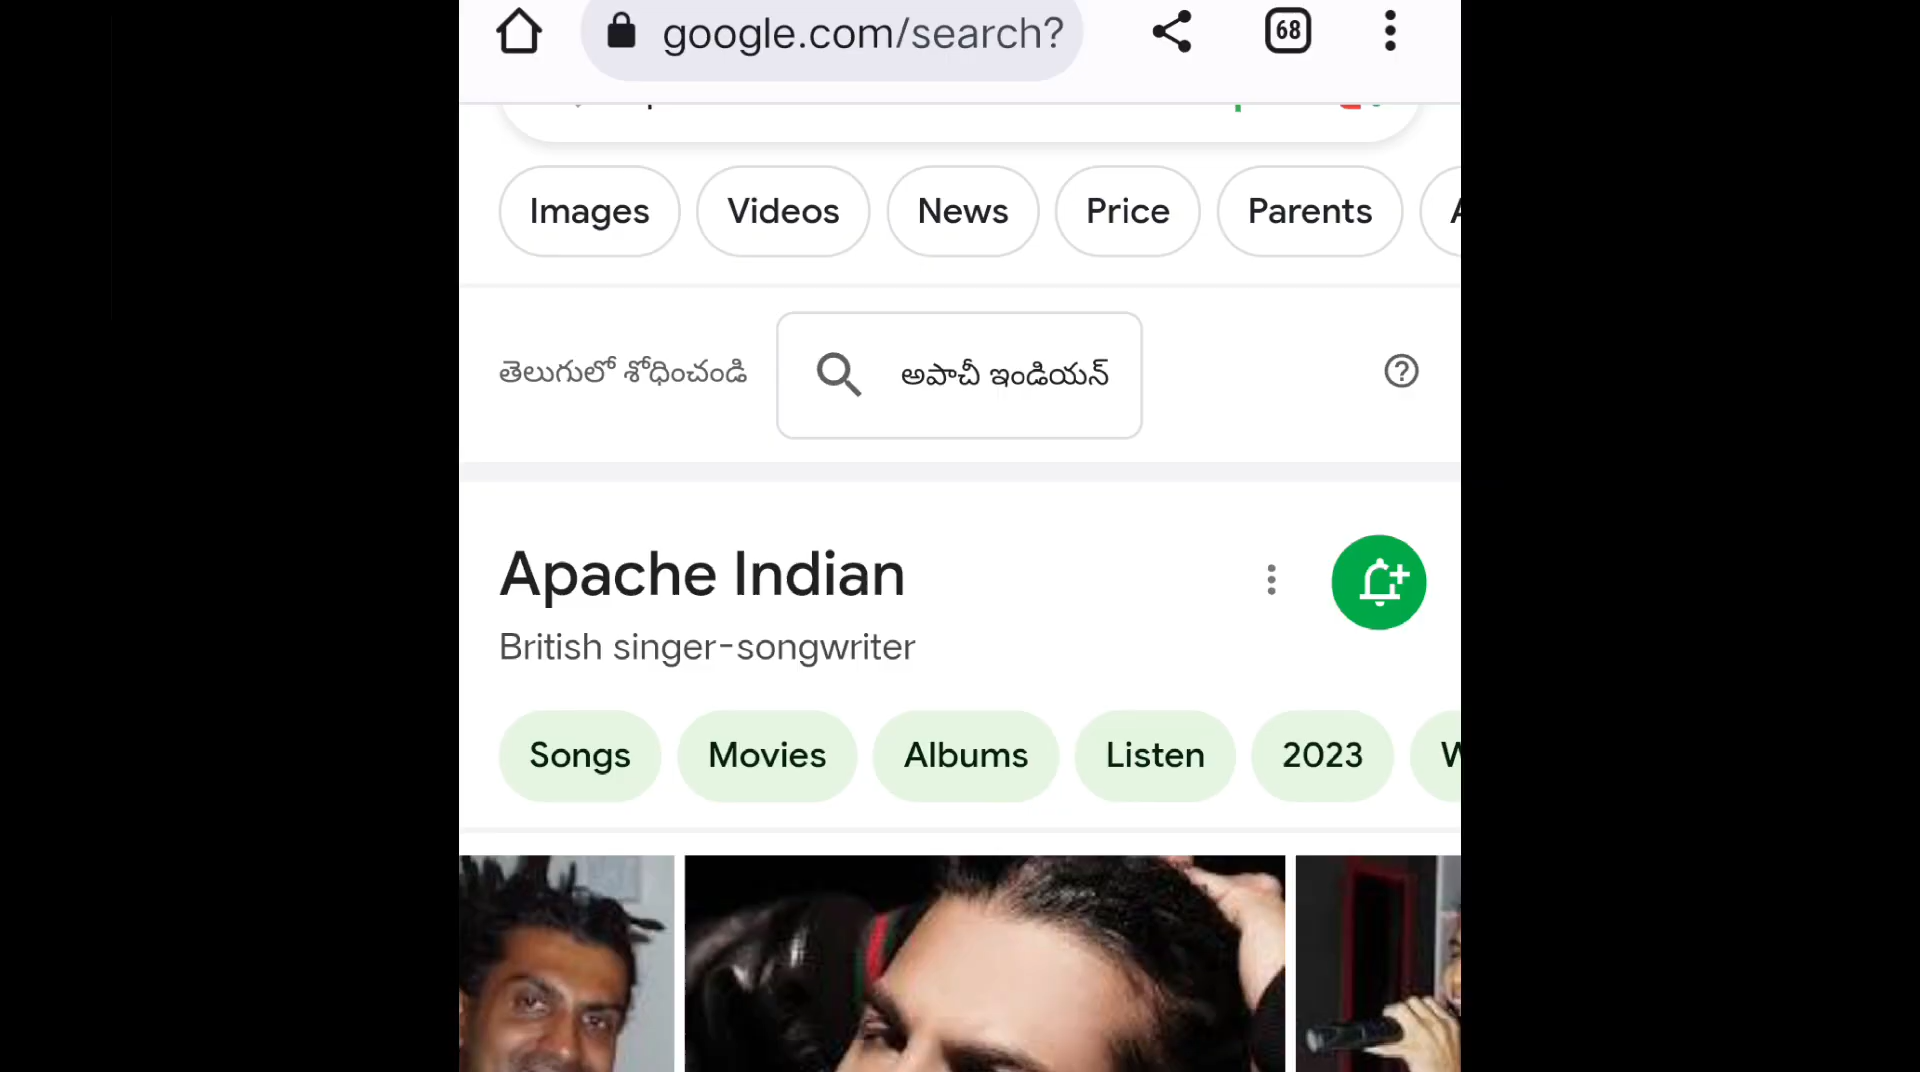 google.com/search?
68
Images
Videos
News
Price
Parents
తెలుగులో శోధించండి
అపాచీ ఇండియన్
Apache Indian
British singer-songwriter
Songs
Movies
Albums
Listen
2023